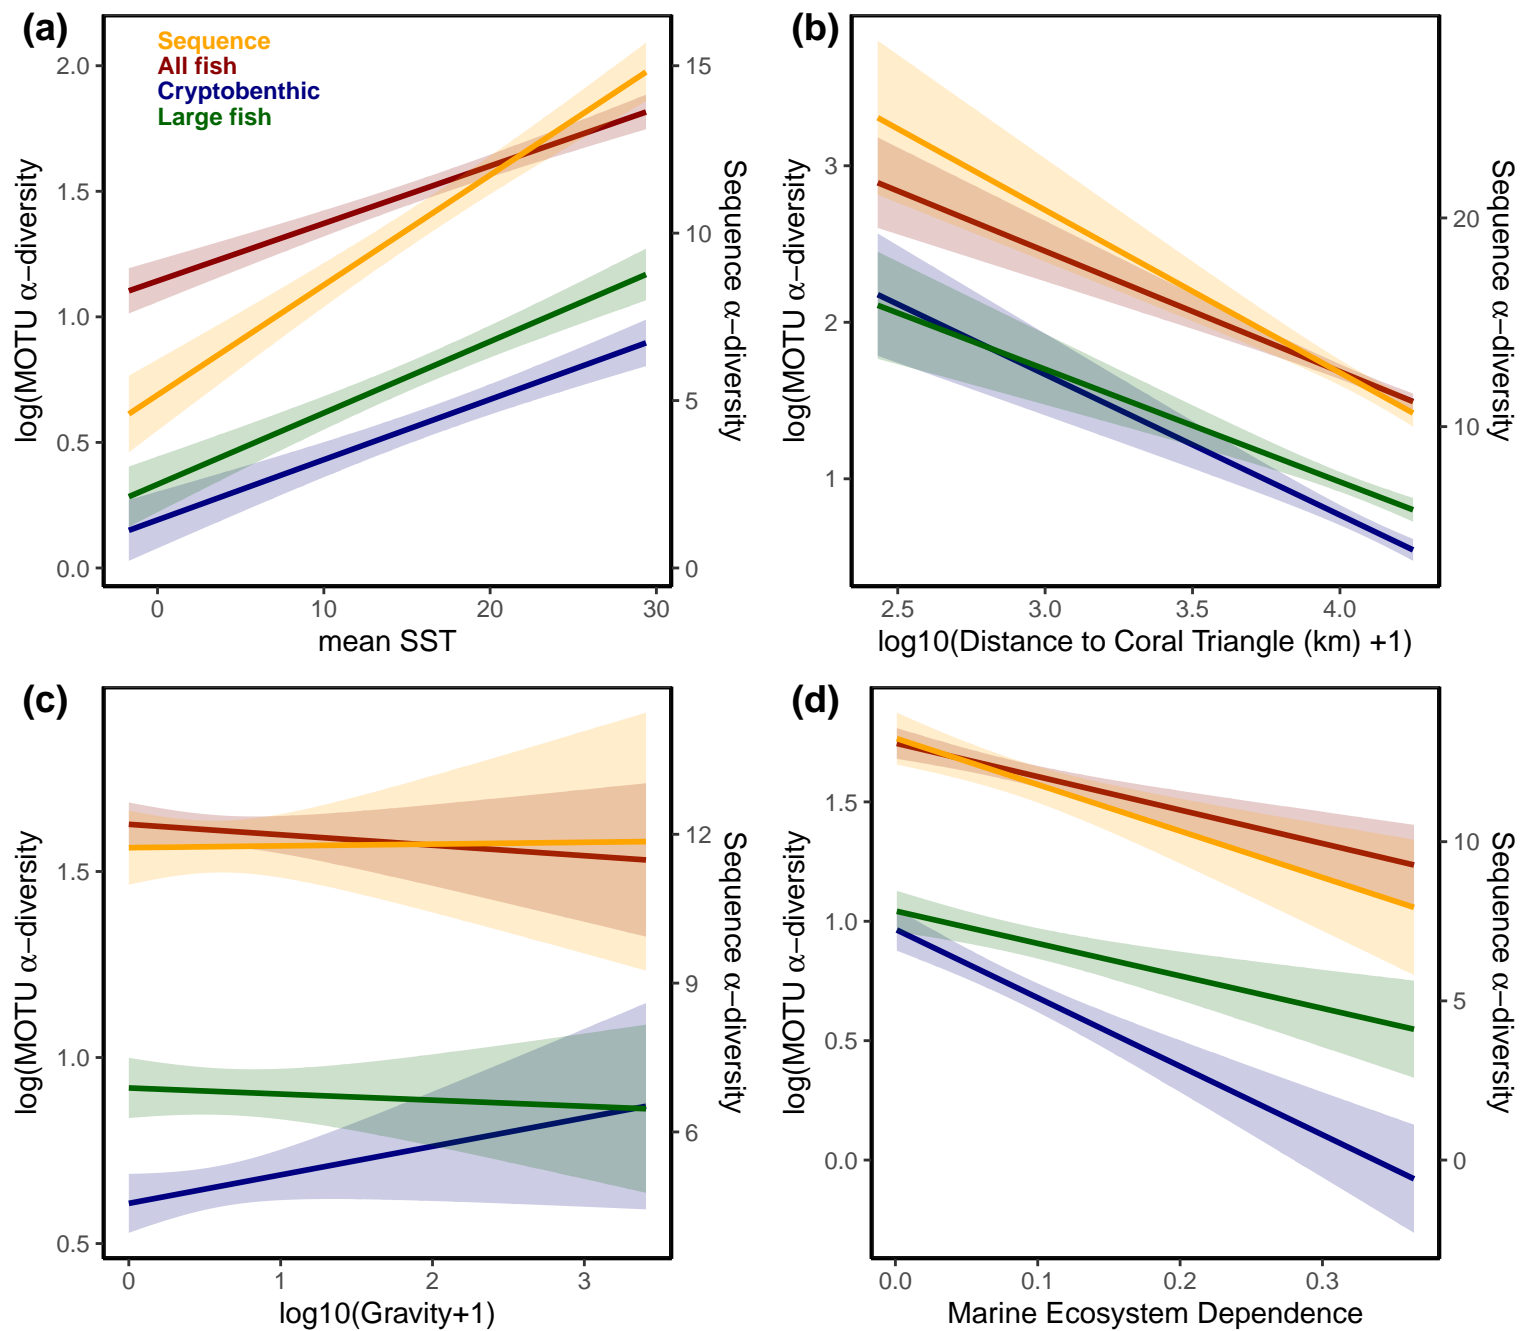 (a)
Sequence
All fish
Cryptobenthic
Large fish
log(MOTU α−diversity
2.0
1.5
1.0
0.5
0.0
15
10
5
0
Sequence α−diversity
0
10
20
30
mean SST
(b)
log(MOTU α−diversity
3
2
1
20
10
Sequence α−diversity
2.5
3.0
3.5
4.0
log10(Distance to Coral Triangle (km) +1)
(c)
log(MOTU α−diversity
1.5
1.0
0.5
12
9
6
Sequence α−diversity
0
1
2
3
log10(Gravity+1)
(d)
log(MOTU α−diversity
1.5
1.0
0.5
0.0
10
5
0
Sequence α−diversity
0.0
0.1
0.2
0.3
Marine Ecosystem Dependence